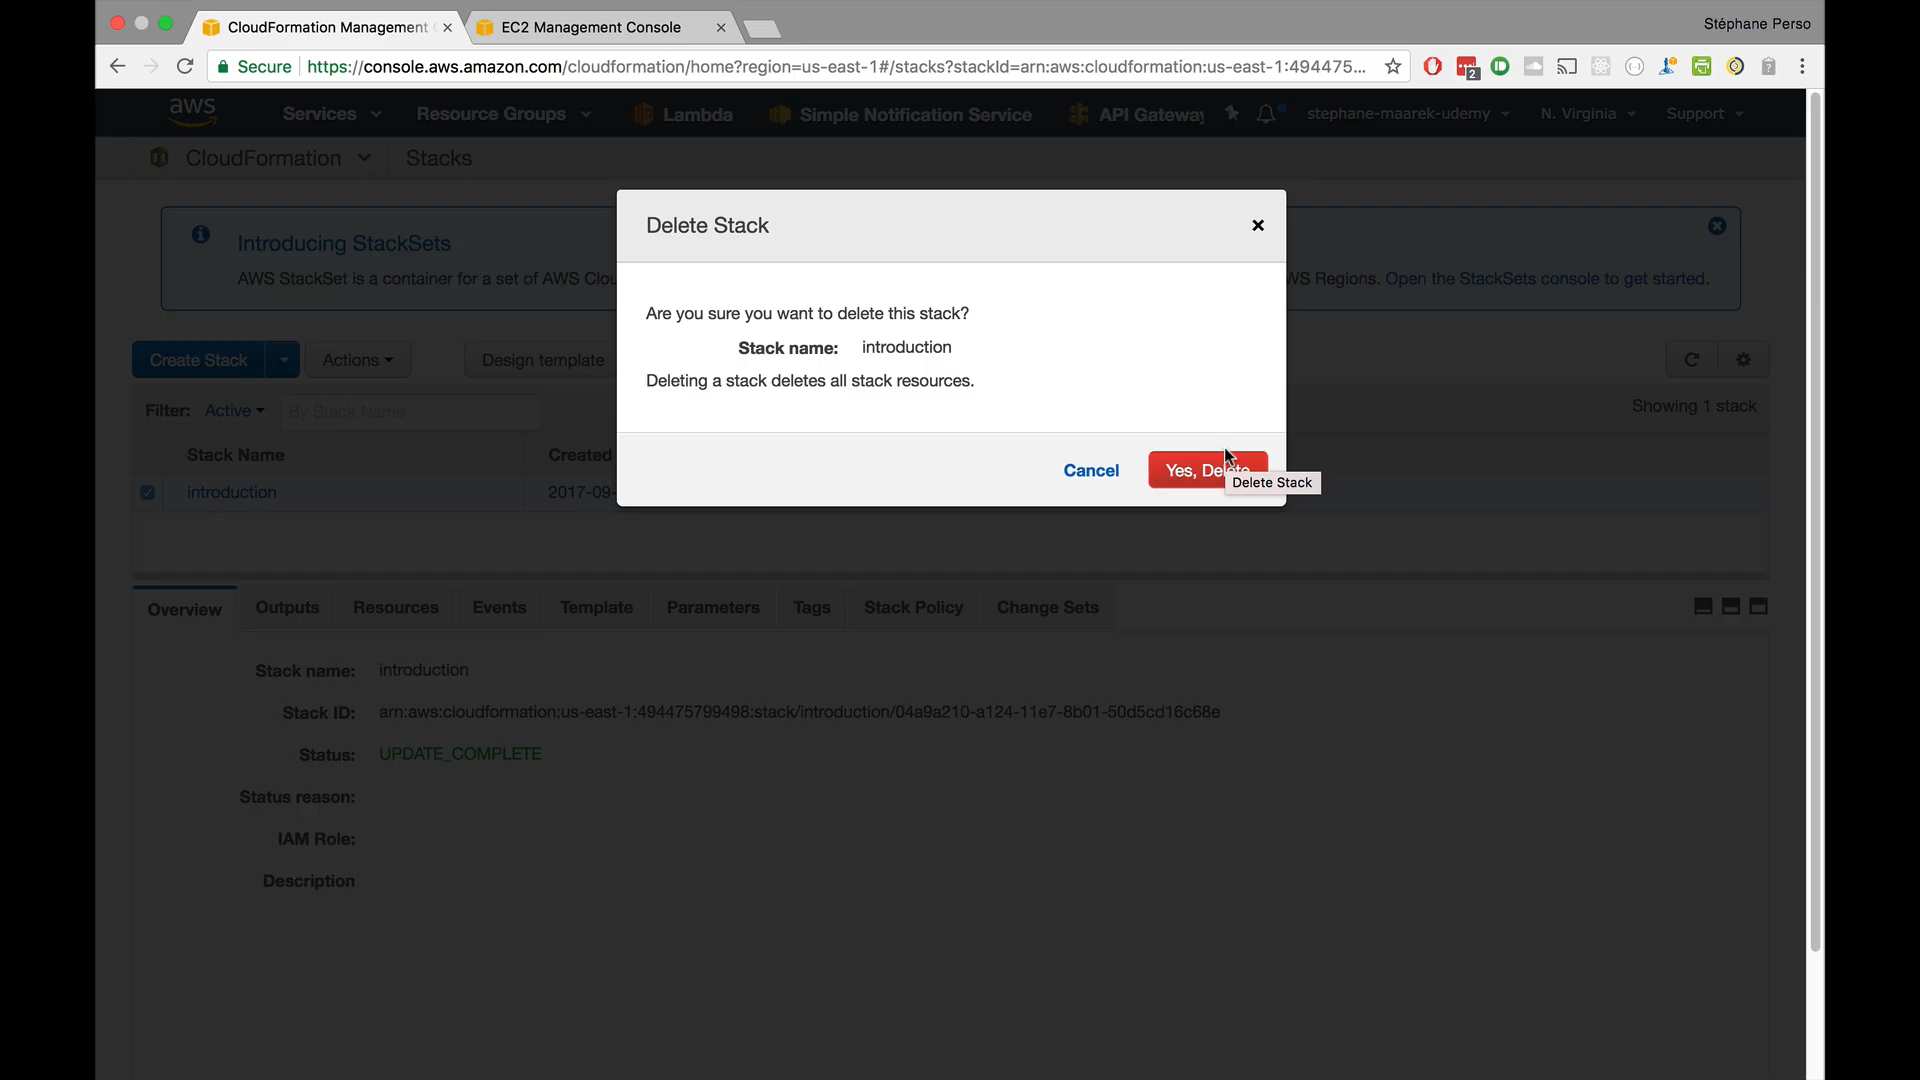 CloudFormation Management
EC2 Management Console
Stéphane Perso
Secure
https://console.aws.amazon.com/cloudformation/home?region=us-east-1#/stacks?stackId=arn:aws:cloudformation:us-east-1:494475...
2
aws
Services
Resource Groups
Lambda
Simple Notification Service
API Gateway
stephane-maarek-udemy
N. Virginia
Support
CloudFormation
Stacks
Introducing StackSets
AWS StackSet is a container for a set of AWS Clou
WS Regions. Open the StackSets console to get started.
Delete Stack
Are you sure you want to delete this stack?
Stack name: introduction
Deleting a stack deletes all stack resources.
Cancel
Yes, Delete
Delete Stack
Create Stack
Actions
Design template
Filter: Active
By Stack Name
Showing 1 stack
Stack Name
Created
introduction
2017-09-
Overview
Outputs
Resources
Events
Template
Parameters
Tags
Stack Policy
Change Sets
Stack name: introduction
Stack ID: arn:aws:cloudformation:us-east-1:494475799498:stack/introduction/04a9a210-a124-11e7-8b01-50d5cd16c68e
Status: UPDATE_COMPLETE
Status reason:
IAM Role:
Description